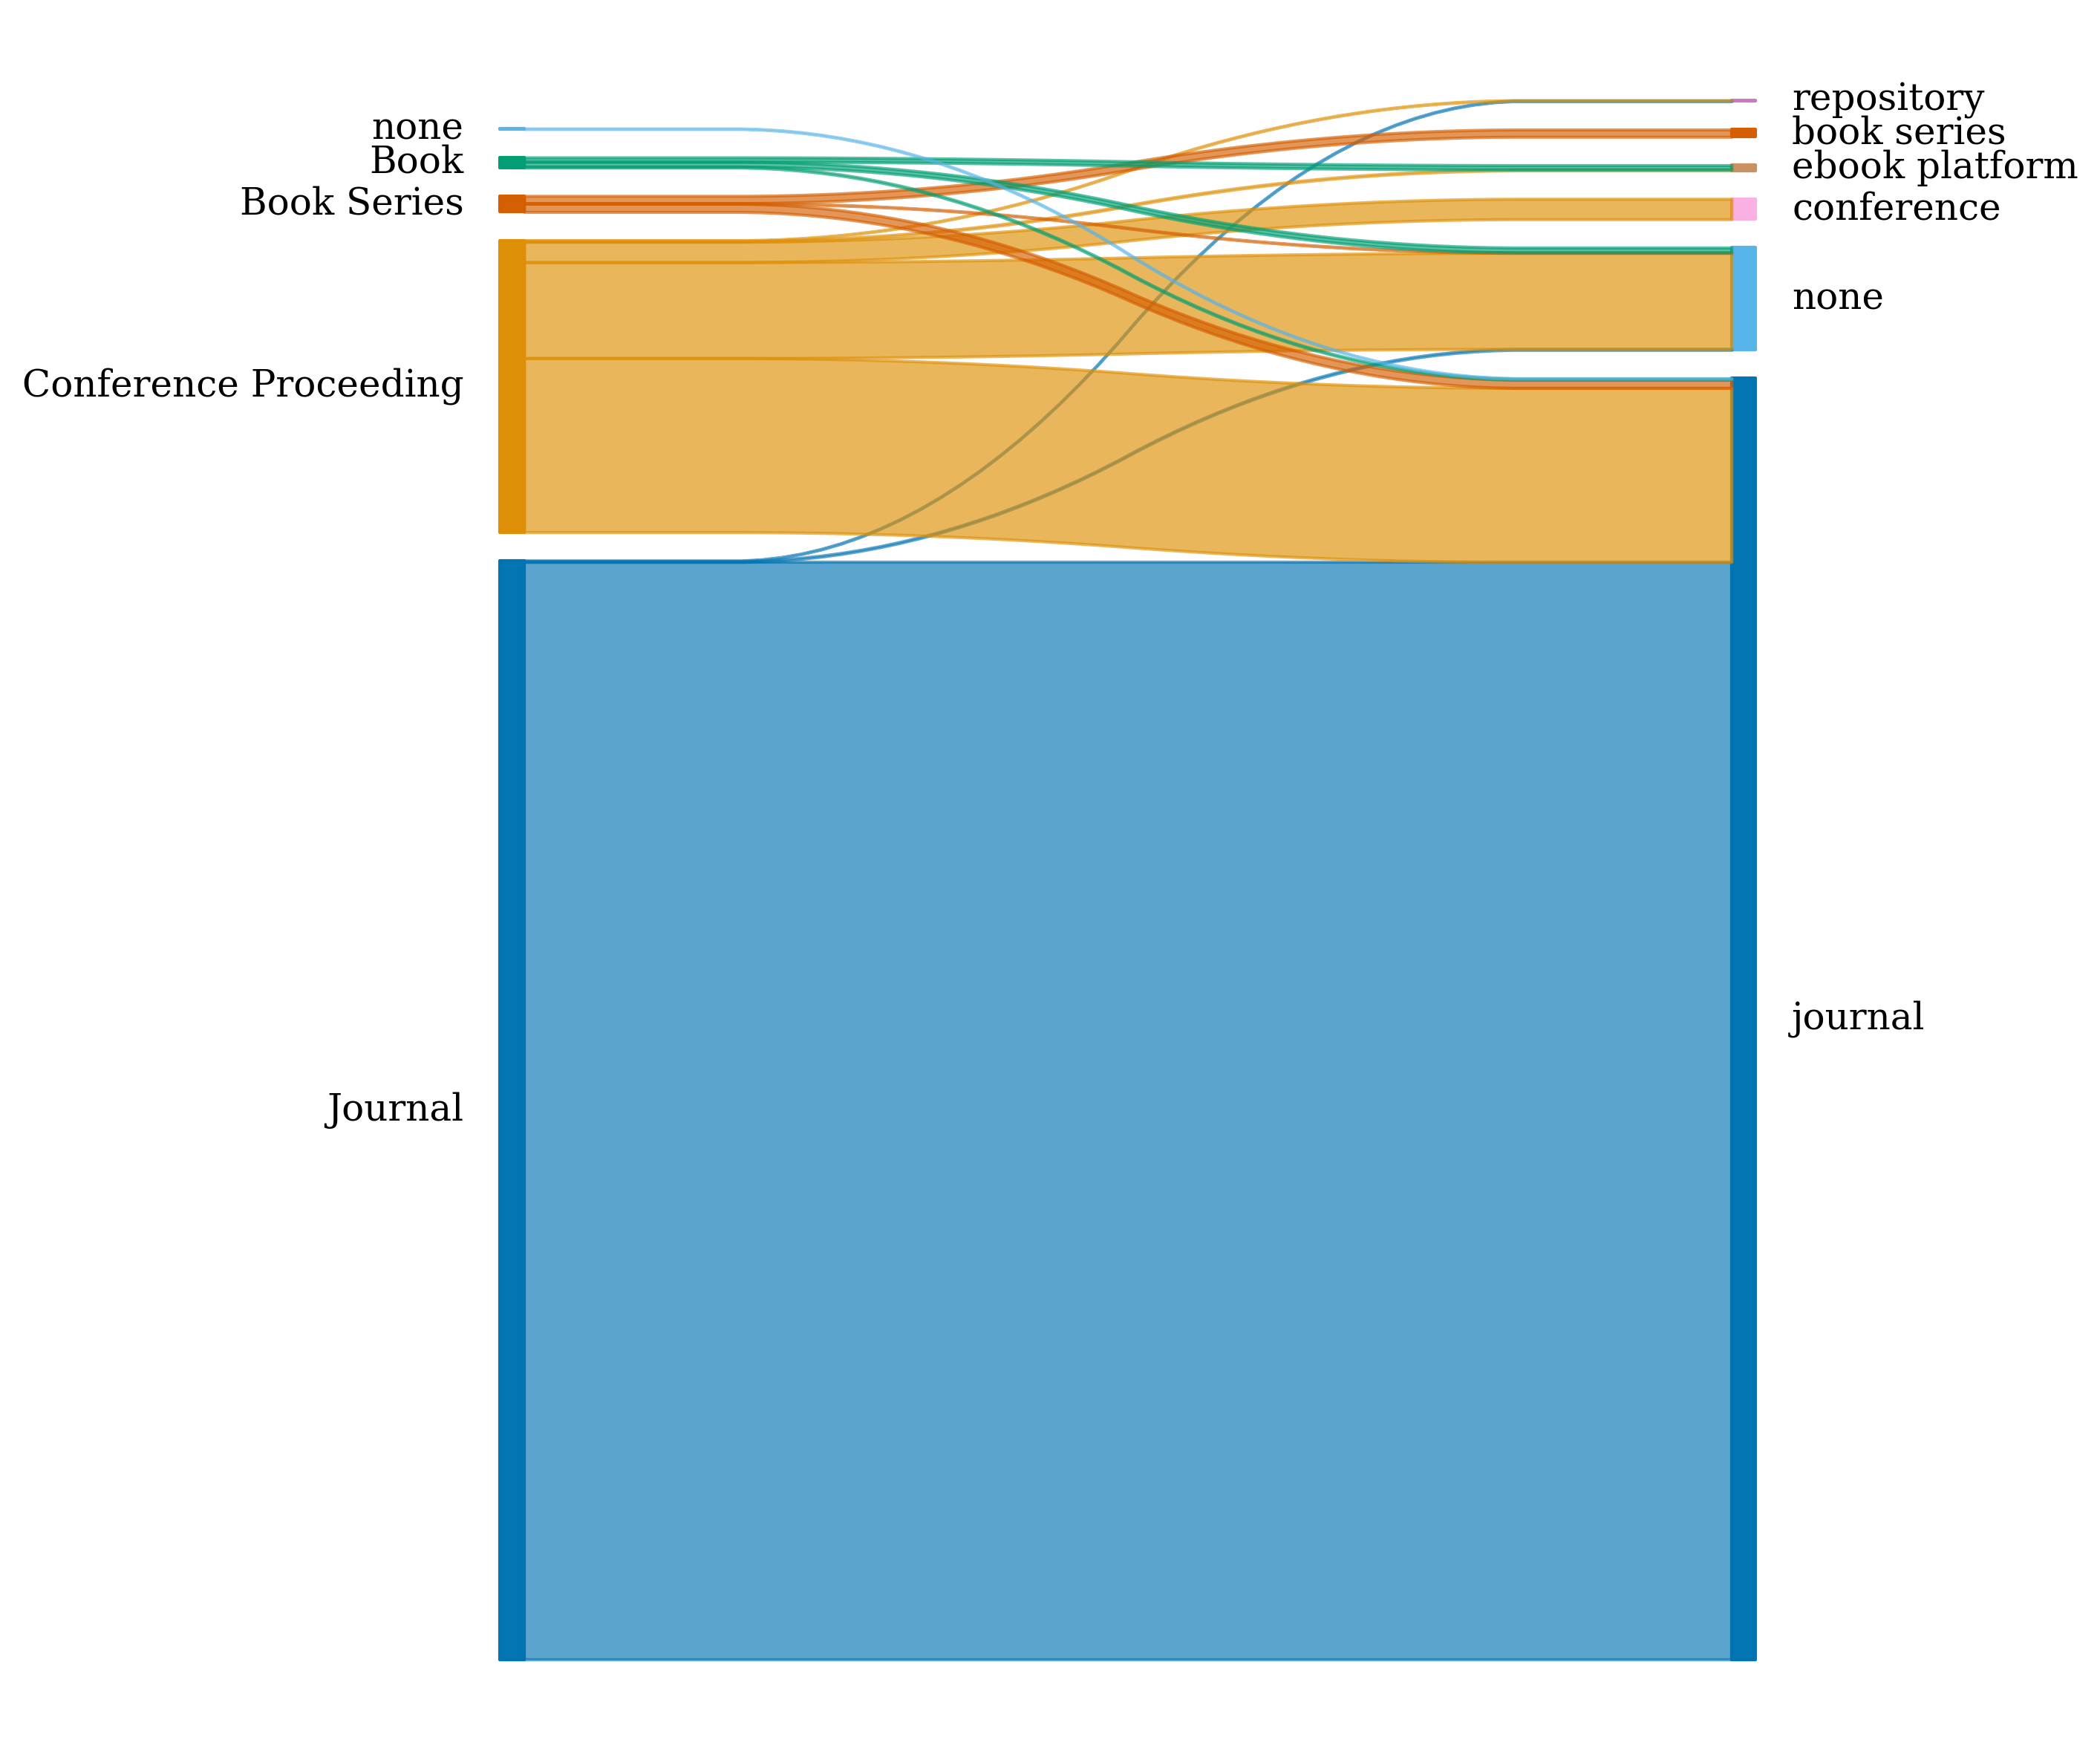 none
Book
Book Series
Conference Proceeding
Journal
repository
book series
ebook platform
conference
none
journal